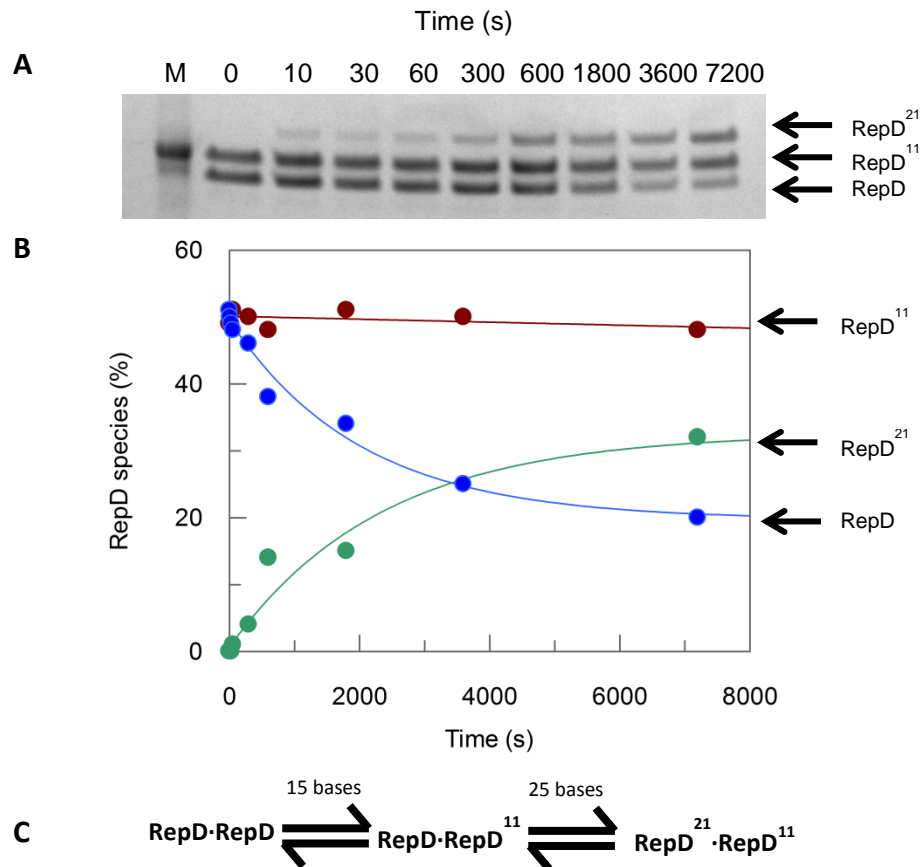 Time (s)
A
M 0 10 30 60 300 600 1800 3600 7200
RepD²¹
RepD¹¹
RepD
B
60
40
20
0
RepD species (%)
RepD¹¹
RepD²¹
RepD
0 2000 4000 6000 8000
Time (s)
C
15 bases 25 bases
RepD·RepD RepD·RepD¹¹ RepD²¹·RepD¹¹